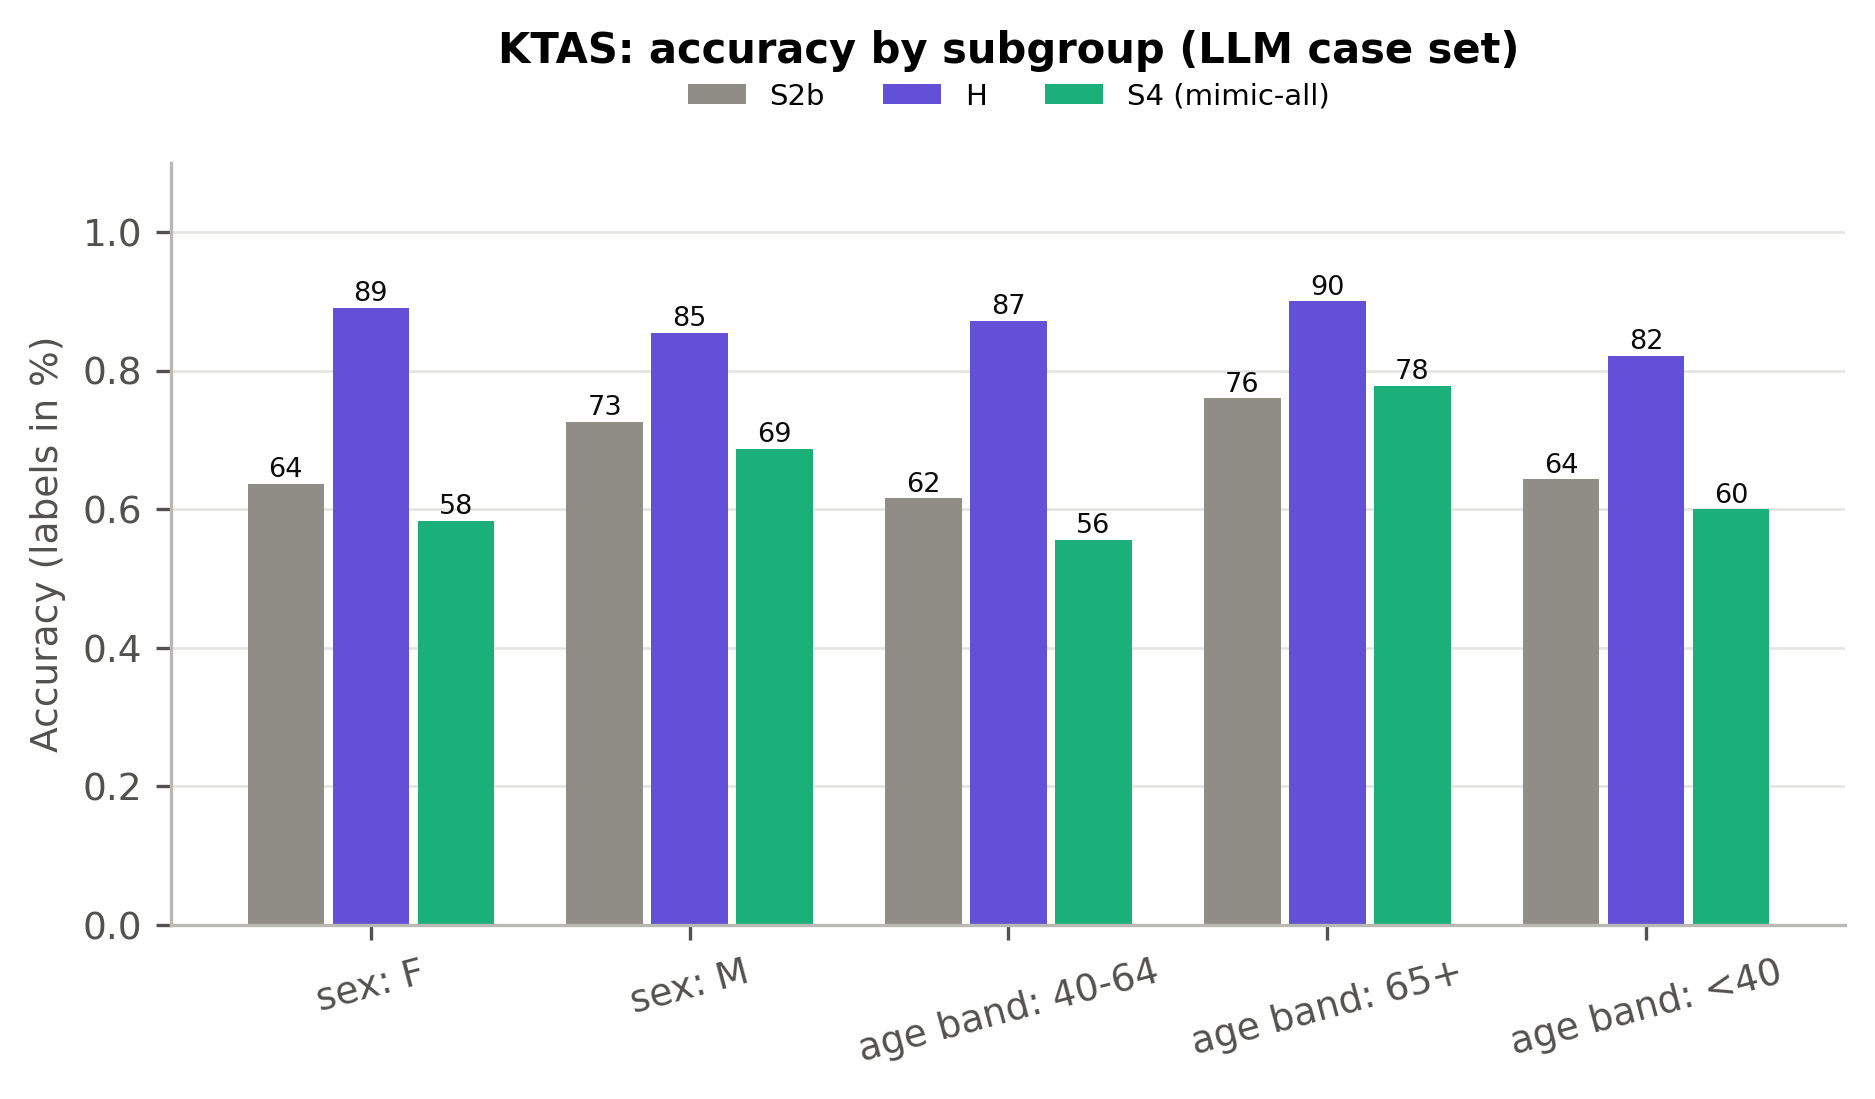 KTAS: accuracy by subgroup (LLM case set)
S2b H S4 (mimic-all)
Accuracy (labels in %)
1.0
0.8
0.6
0.4
0.2
0.0
64 89 58
73 85 69
62 87 56
76 90 78
64 82 60
sex: F
sex: M
age band: 40-64
age band: 65+
age band: <40